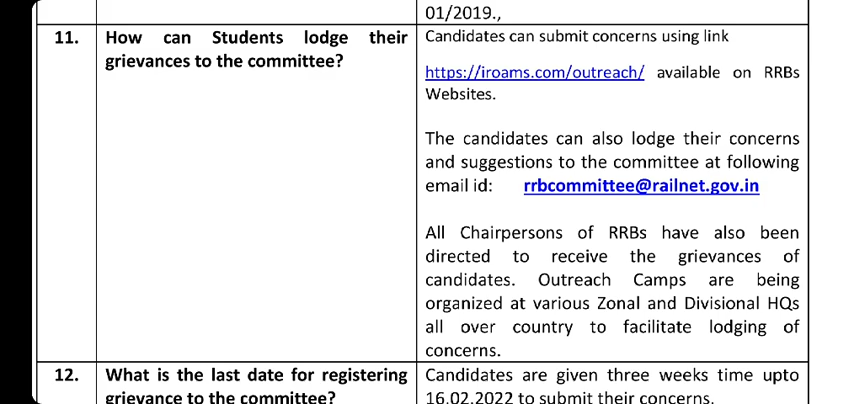 01/2019.,
11. How can Students lodge their Candidates can submit concerns using link
grievances to the committee?
https://iroams.com/outreach/ available on RRBs
Websites.
The candidates can also lodge their concerns
and suggestions to the committee at following
email id: rrbcommittee@railnet.gov.in
All Chairpersons of RRBs have also been
directed to receive the grievances of
candidates. Outreach Camps are being
organized at various Zonal and Divisional HQs
all over country to facilitate lodging of
concerns.
12. What is the last date for registering Candidates are given three weeks time upto
grievance to the committee? 16.02.2022 to submit their concerns.